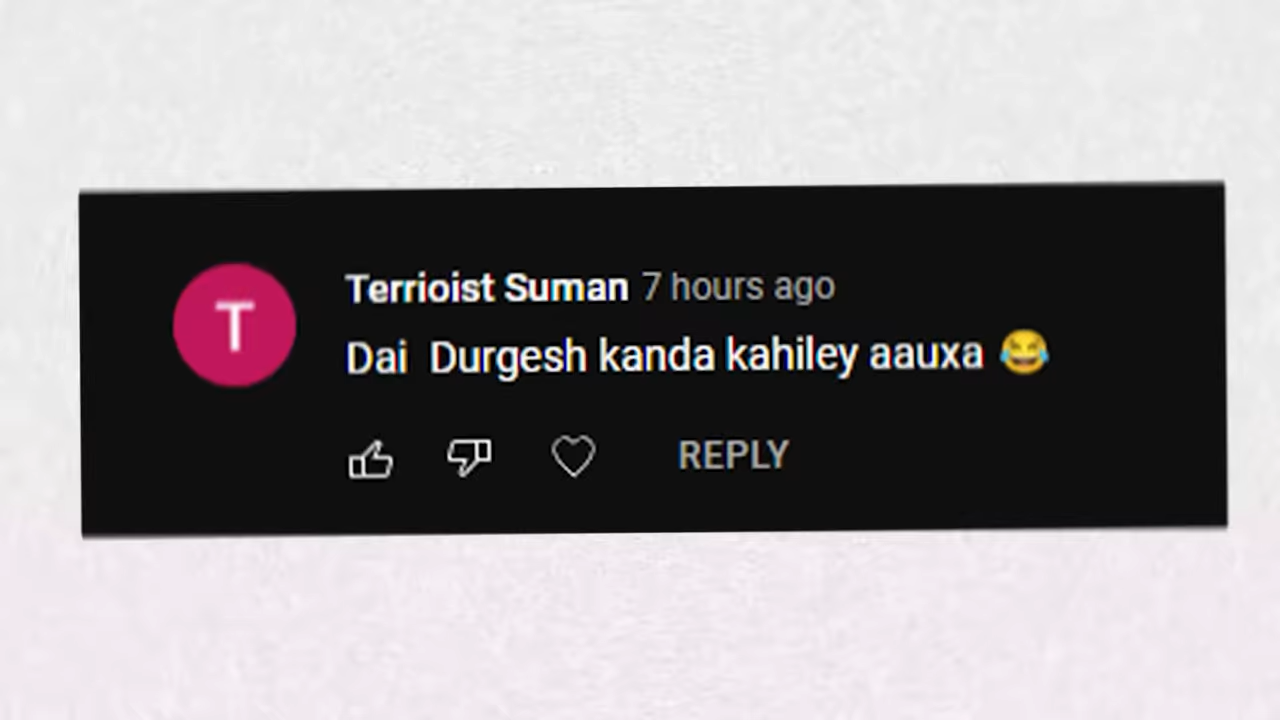 T
Terrioist Suman 7 hours ago
Dai  Durgesh kanda kahiley aauxa 😂
REPLY